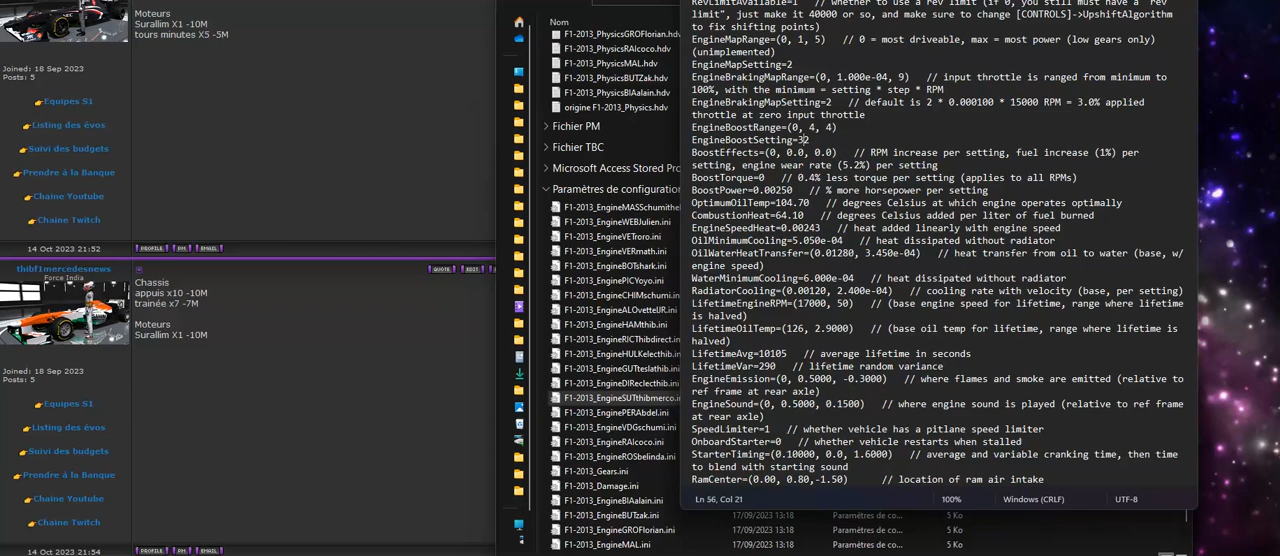 Moteurs
Surallim X1 -10M
tours minutes X5 -5M
Joined: 18 Sep 2023
Posts: 5
👉Equipes S1
👉Listing des évos
👉Suivi des budgets
👉Prendre à la Banque
👉Chaine Youtube
👉Chaine Twitch
14 Oct 2023 21:52
PROFILE
PM
EMAIL
thibf1mercedesnews
Force India
QUOTE
EDIT
Chassis
appuis x10 -10M
trainée x7 -7M
Moteurs
Surallim X1 -10M
Joined: 18 Sep 2023
Posts: 5
👉Equipes S1
👉Listing des évos
👉Suivi des budgets
👉Prendre à la Banque
👉Chaine Youtube
👉Chaine Twitch
14 Oct 2023 21:54
PROFILE
PM
EMAIL
Nom
F1-2013_PhysicsGROFlorian.hdv
F1-2013_PhysicsRAIcoco.hdv
F1-2013_PhysicsMAL.hdv
F1-2013_PhysicsBUTZak.hdv
F1-2013_PhysicsBIAalain.hdv
origine F1-2013_Physics.hdv
Fichier PM
Fichier TBC
Microsoft Access Stored Pro
Paramètres de configuratio
F1-2013_EngineMASSchumithe
F1-2013_EngineWEBJulien.ini
F1-2013_EngineVETroro.ini
F1-2013_EngineVERmath.ini
F1-2013_EngineBOTshark.ini
F1-2013_EnginePICYoyo.ini
F1-2013_EngineCHIMschumi.ini
F1-2013_EngineALOvettelJR.ini
F1-2013_EngineHAMthib.ini
F1-2013_EngineRICThibdirect.ini
F1-2013_EngineHULKelecthib.ini
F1-2013_EngineGUTteslathib.ini
F1-2013_EngineDIReclecthib.ini
F1-2013_EngineSUTthibmerco.in
F1-2013_EnginePERAbdel.ini
F1-2013_EngineVDGschumi.ini
F1-2013_EngineRAIcoco.ini
F1-2013_EngineROSbelinda.ini
F1-2013_Gears.ini
F1-2013_Damage.ini
F1-2013_EngineBIAalain.ini
F1-2013_EngineBUTZak.ini 17/09/2023 13:18 Paramètres de co... 5 Ko
F1-2013_EngineGROFlorian.ini 17/09/2023 13:18 Paramètres de co... 5 Ko
F1-2013_EngineMAL.ini 17/09/2023 13:18 Paramètres de co... 5 Ko
RevLimitAvailable=1 // whether to use a rev limit (if 0, you still must have a "rev
limit", just make it 40000 or so, and make sure to change [CONTROLS]->UpshiftAlgorithm
to fix shifting points)
EngineMapRange=(0, 1, 5) // 0 = most driveable, max = most power (low gears only)
(unimplemented)
EngineMapSetting=2
EngineBrakingMapRange=(0, 1.000e-04, 9) // input throttle is ranged from minimum to
100%, with the minimum = setting * step * RPM
EngineBrakingMapSetting=2 // default is 2 * 0.000100 * 15000 RPM = 3.0% applied
throttle at zero input throttle
EngineBoostRange=(0, 4, 4)
EngineBoostSetting=32
BoostEffects=(0, 0.0, 0.0) // RPM increase per setting, fuel increase (1%) per
setting, engine wear rate (5.2%) per setting
BoostTorque=0 // 0.4% less torque per setting (applies to all RPMs)
BoostPower=0.00250 // % more horsepower per setting
OptimumOilTemp=104.70 // degrees Celsius at which engine operates optimally
CombustionHeat=64.10 // degrees Celsius added per liter of fuel burned
EngineSpeedHeat=0.00243 // heat added linearly with engine speed
OilMinimumCooling=5.050e-04 // heat dissipated without radiator
OilWaterHeatTransfer=(0.01280, 3.450e-04) // heat transfer from oil to water (base, w/
engine speed)
WaterMinimumCooling=6.000e-04 // heat dissipated without radiator
RadiatorCooling=(0.00120, 2.400e-04) // cooling rate with velocity (base, per setting)
LifetimeEngineRPM=(17000, 50) // (base engine speed for lifetime, range where lifetime
is halved)
LifetimeOilTemp=(126, 2.9000) // (base oil temp for lifetime, range where lifetime is
halved)
LifetimeAvg=10105 // average lifetime in seconds
LifetimeVar=290 // lifetime random variance
EngineEmission=(0, 0.5000, -0.3000) // where flames and smoke are emitted (relative to
ref frame at rear axle)
EngineSound=(0, 0.5000, 0.1500) // where engine sound is played (relative to ref frame
at rear axle)
SpeedLimiter=1 // whether vehicle has a pitlane speed limiter
OnboardStarter=0 // whether vehicle restarts when stalled
StarterTiming=(0.10000, 0.0, 1.6000) // average and variable cranking time, then time
to blend with starting sound
RamCenter=(0.00, 0.80,-1.50) // location of ram air intake
Ln 56, Col 21
100%
Windows (CRLF)
UTF-8